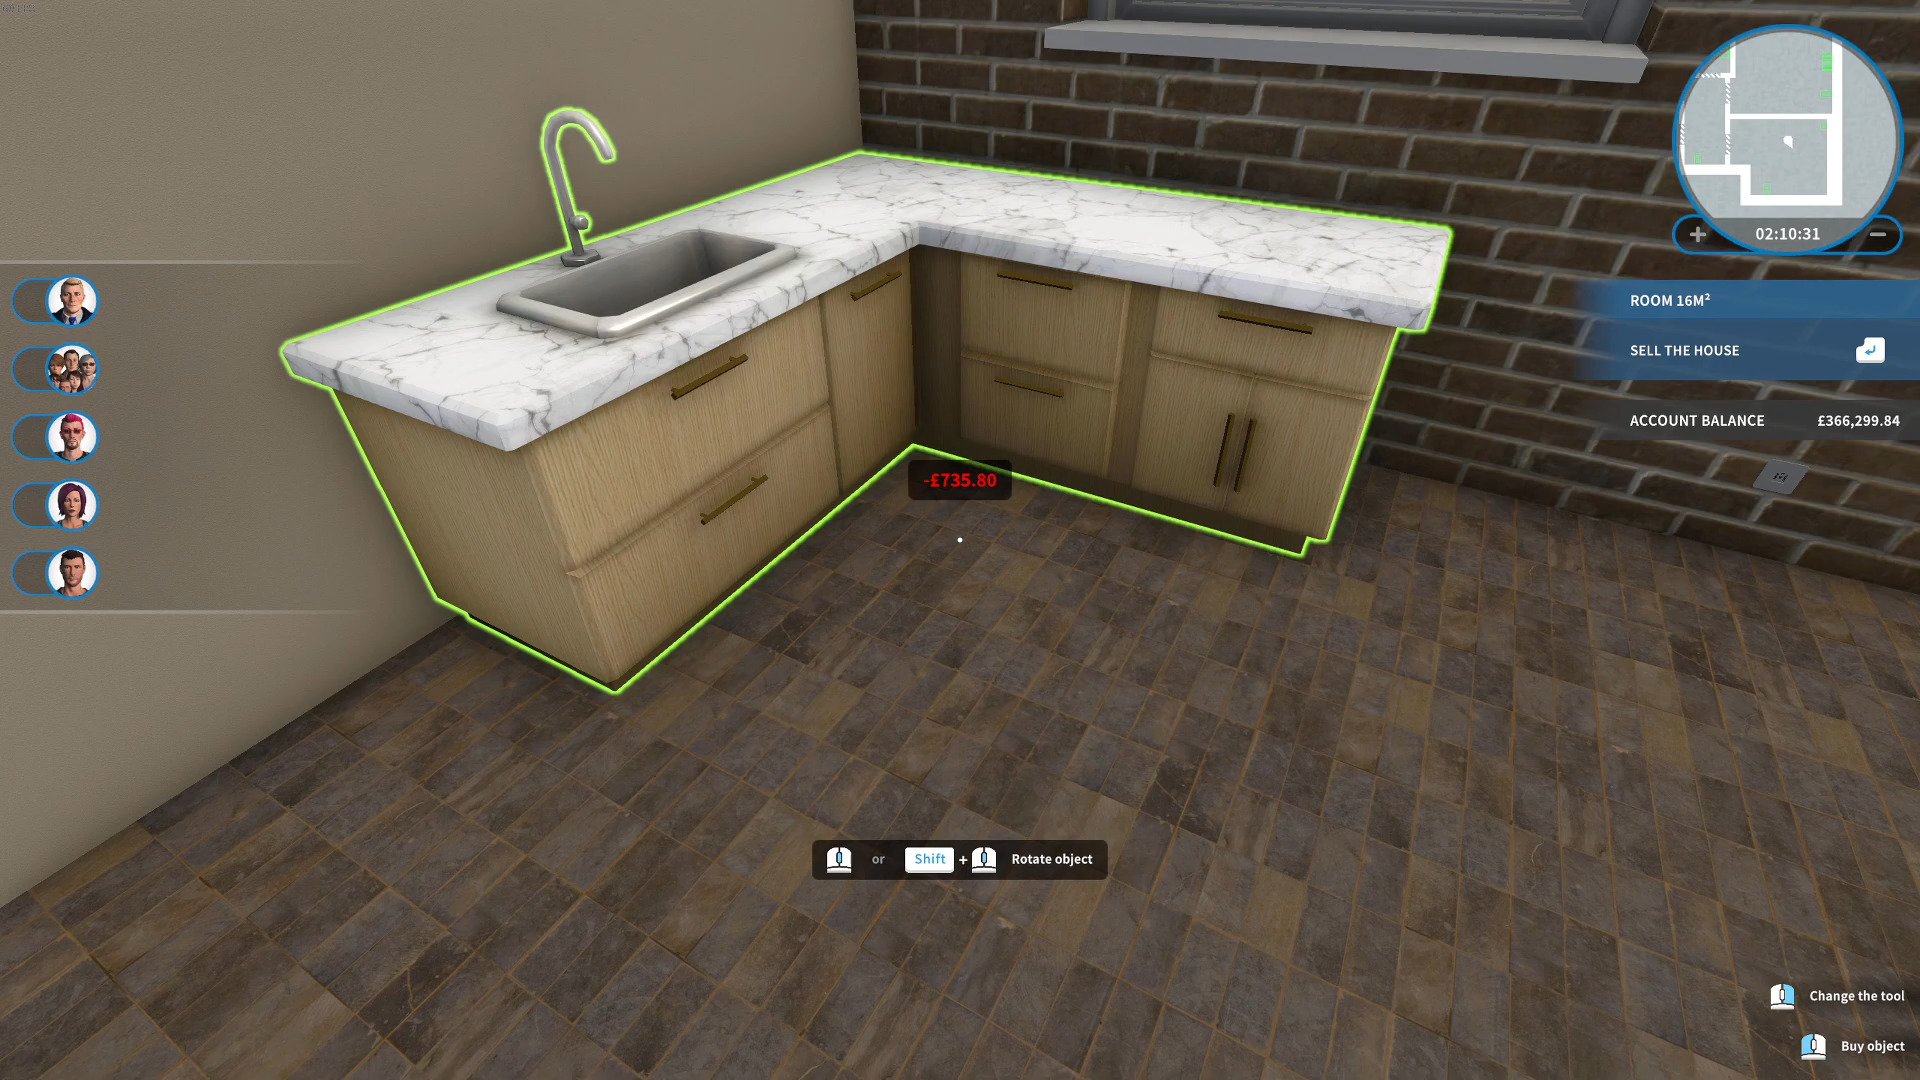 02:10:31
ROOM 16M²
SELL THE HOUSE
ACCOUNT BALANCE £366,299.84
-£735.80
or Shift + Rotate object
Change the tool
Buy object